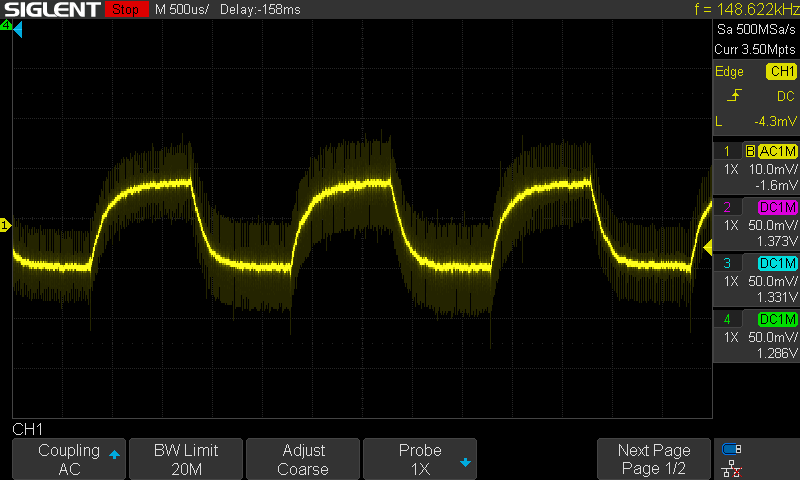 SIGLENT Stop M 500us/ Delay:-158ms f = 148.622kHz
Sa 500MSa/s
Curr 3.50Mpts
Edge CH1
DC
L -4.3mV
1 B AC1M
1X 10.0mV/
-1.6mV
2 DC1M
1X 50.0mV/
1.373V
3 DC1M
1X 50.0mV/
1.331V
4 DC1M
1X 50.0mV/
1.286V
4
1
CH1
Coupling
AC
BW Limit
20M
Adjust
Coarse
Probe
1X
Next Page
Page 1/2